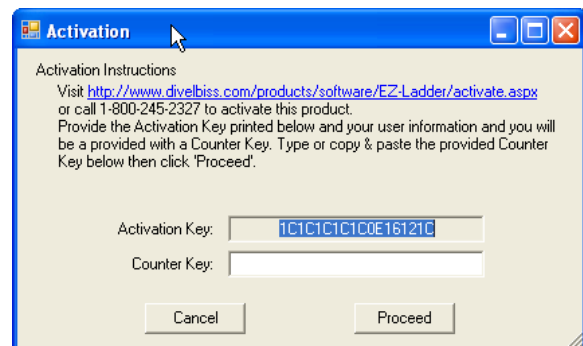 Activation
Activation Instructions
Visit http://www.divelbiss.com/products/software/EZ-Ladder/activate.aspx
or call 1-800-245-2327 to activate this product.
Provide the Activation Key printed below and your user information and you will
be a provided with a Counter Key. Type or copy & paste the provided Counter
Key below then click 'Proceed'.
Activation Key: 1C1C1C1C1C0E16121C
Counter Key:
Cancel Proceed